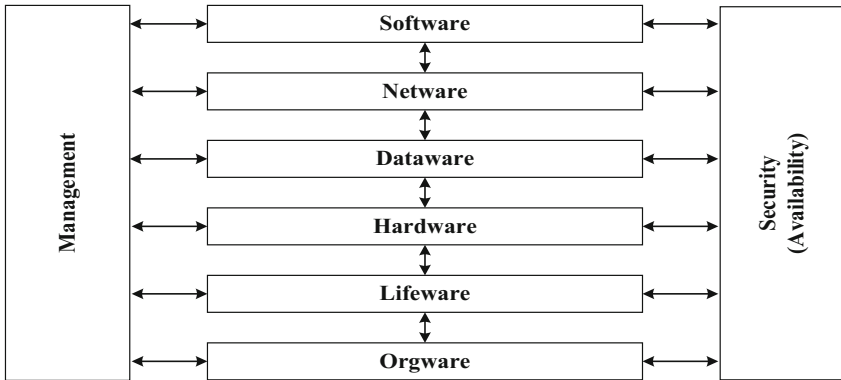 Management
Software
Netware
Dataware
Hardware
Lifeware
Orgware
Security
(Availability)